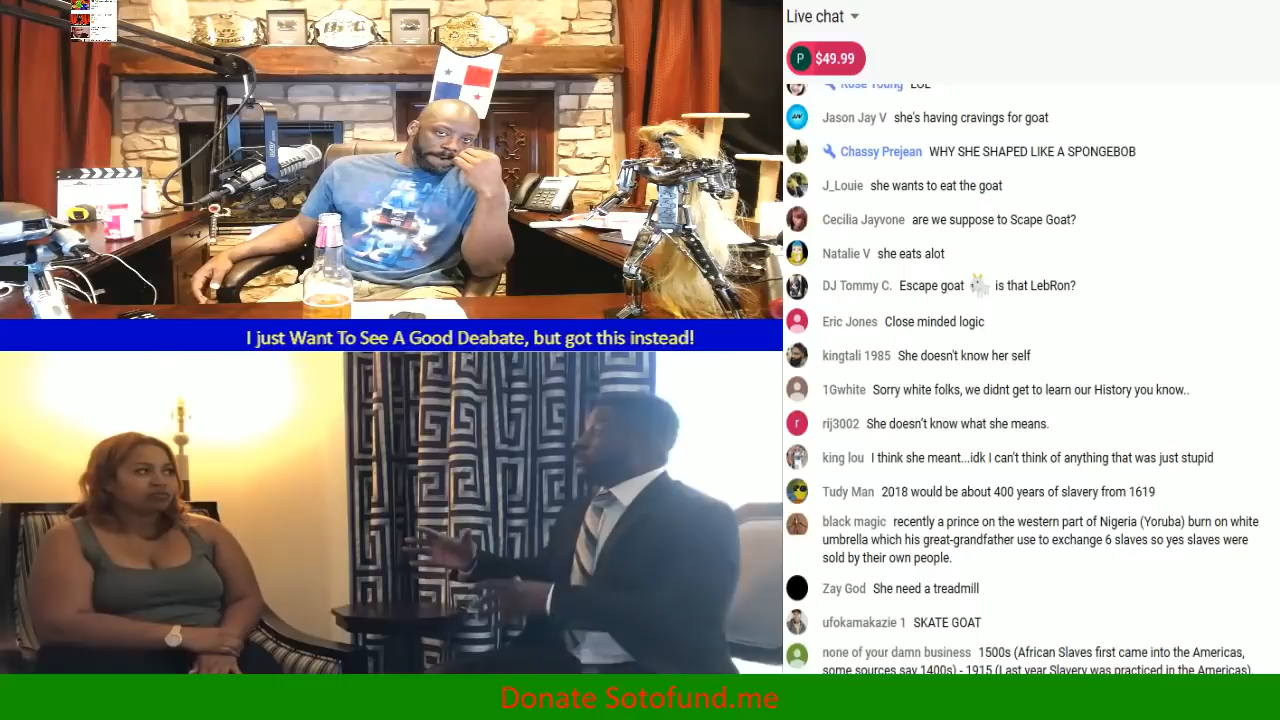 Live chat
P $49.99
Rose Young LOL
Jason Jay V she's having cravings for goat
Chassy Prejean WHY SHE SHAPED LIKE A SPONGEBOB
J_Louie she wants to eat the goat
Cecilia Jayvone are we suppose to Scape Goat?
Natalie V she eats alot
DJ Tommy C. Escape goat is that LebRon?
Eric Jones Close minded logic
kingtali 1985 She doesn't know her self
1Gwhite Sorry white folks, we didnt get to learn our History you know..
r rij3002 She doesn't know what she means.
king lou I think she meant...idk I can't think of anything that was just stupid
Tudy Man 2018 would be about 400 years of slavery from 1619
black magic recently a prince on the western part of Nigeria (Yoruba) burn on white
umbrella which his great-grandfather use to exchange 6 slaves so yes slaves were
sold by their own people.
Zay God She need a treadmill
ufokamakazie 1 SKATE GOAT
none of your damn business 1500s (African Slaves first came into the Americas,
some sources say 1400s) - 1915 (Last year Slavery was practiced in the Americas).
I just Want To See A Good Deabate, but got this instead!
Donate Sotofund.me